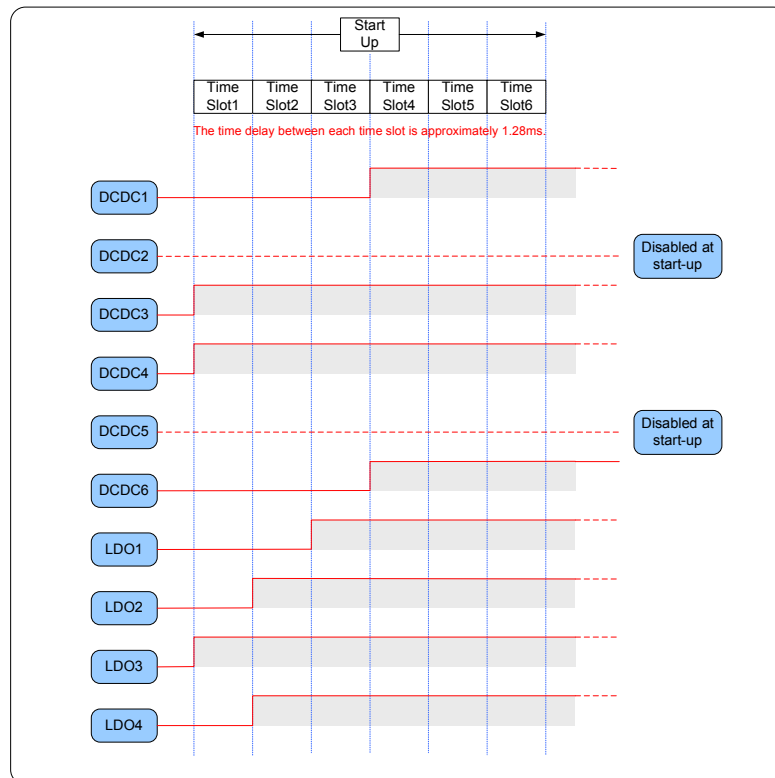 Start
Up
Time Slot1
Time Slot2
Time Slot3
Time Slot4
Time Slot5
Time Slot6
The time delay between each time slot is approximately 1.28ms.
DCDC1
DCDC2
Disabled at
start-up
DCDC3
DCDC4
DCDC5
Disabled at
start-up
DCDC6
LDO1
LDO2
LDO3
LDO4